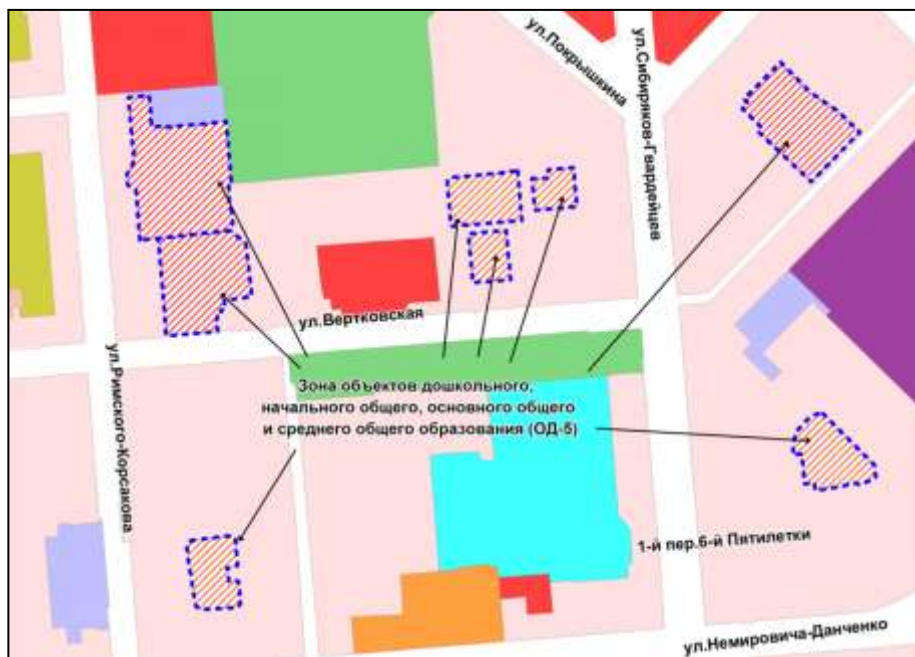 ул.Покрышкина
ул.Сибиряков-Гвардейцев
ул.Вертковская
ул.Римского-Корсакова
Зона объектов дошкольного,
начального общего, основного общего
и среднего общего образования (ОД-5)
1-й пер.6-й Пятилетки
ул.Немировича-Данченко